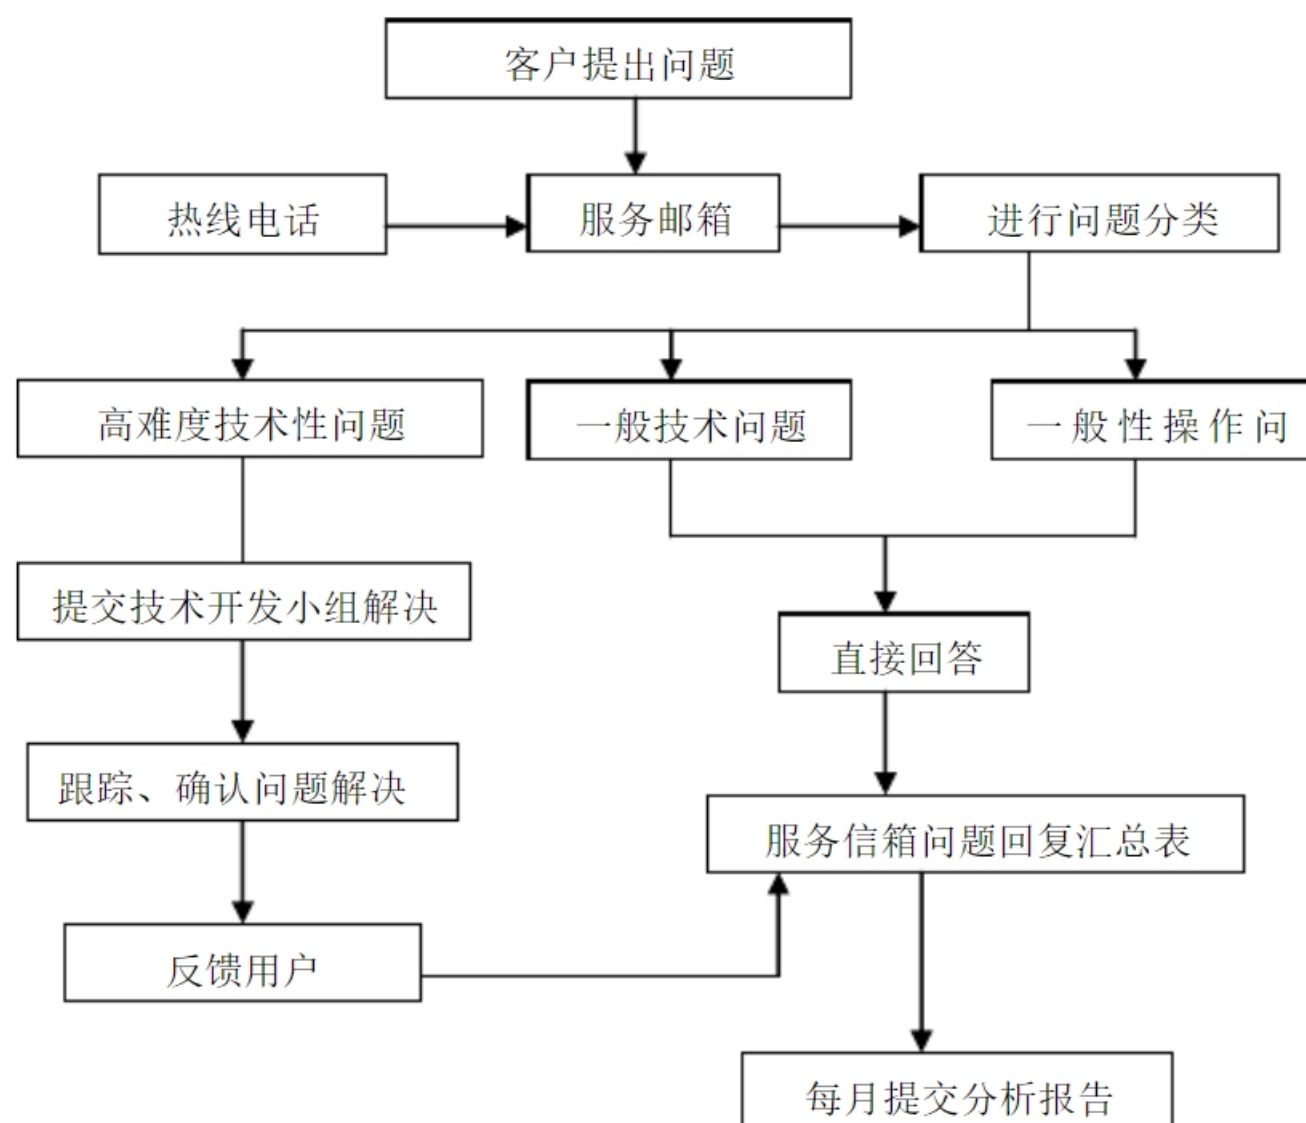 客户提出问题
热线电话
服务邮箱
进行问题分类
高难度技术性问题
一般技术问题
一般性操作问
提交技术开发小组解决
直接回答
跟踪、确认问题解决
服务信箱问题回复汇总表
反馈用户
每月提交分析报告